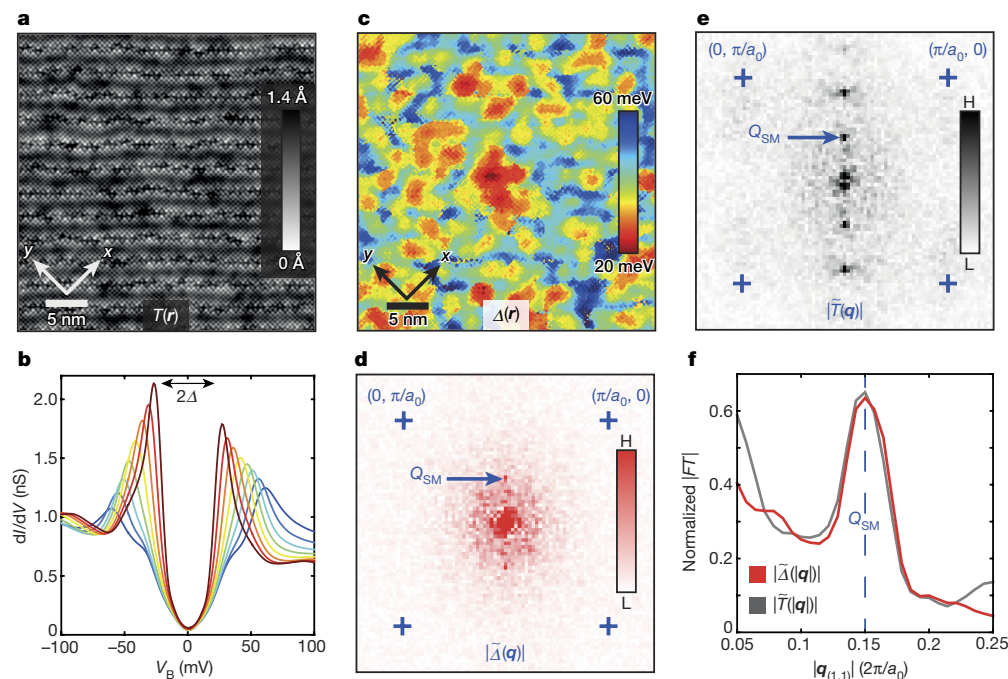 a
1.4 Å
0 Å
y
x
5 nm
T(r)
b
dI/dV (nS)
2.0
1.5
1.0
0.5
0
2Δ
−100
−50
0
50
100
V_B (mV)
c
60 meV
20 meV
y
x
5 nm
Δ(r)
d
(0, π/a₀)
(π/a₀, 0)
H
Q_SM
L
|Δ̃(q)|
e
(0, π/a₀)
(π/a₀, 0)
H
Q_SM
L
|T̃(q)|
f
Normalized |FT|
0.6
0.4
0.2
0
Q_SM
|Δ̃(|q|)|
|T̃(|q|)|
0.05
0.10
0.15
0.20
0.25
|q_(1,1)| (2π/a₀)